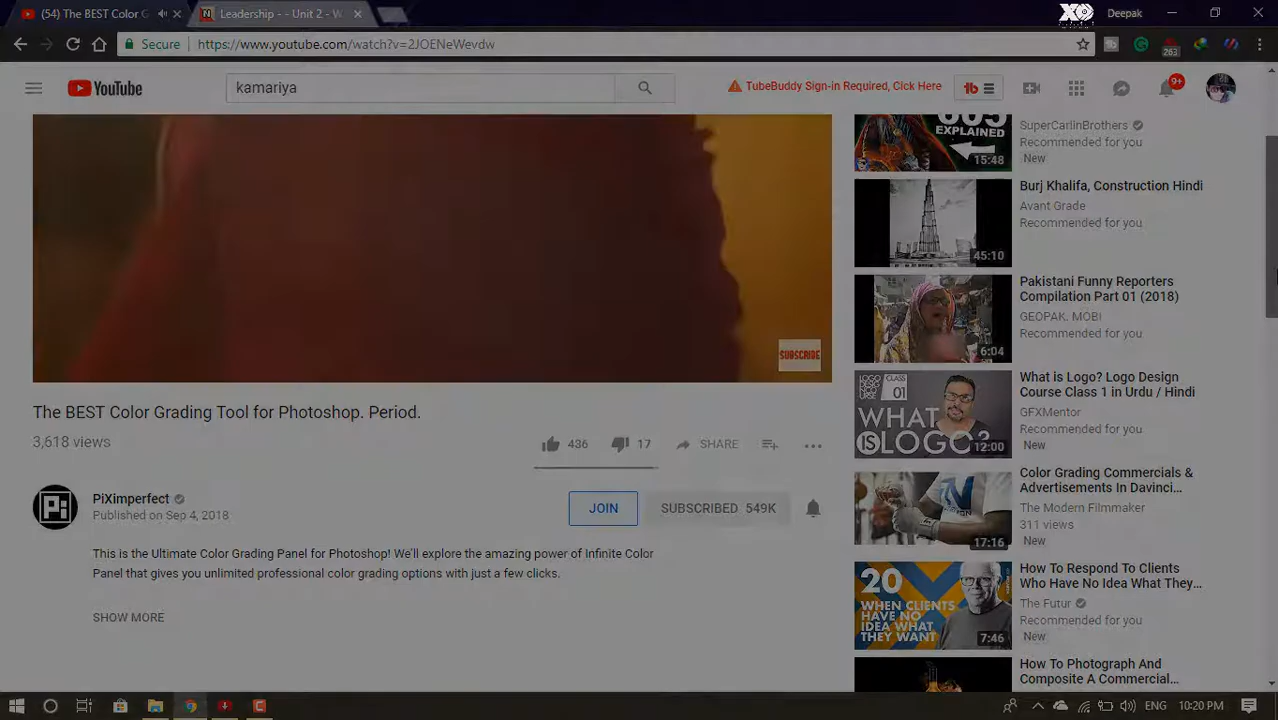 (54) The BEST Color G
Leadership - - Unit 2 - W
XO
Deepak
Secure
https://www.youtube.com/watch?v=2JOENeWevdw
263
YouTube
kamariya
TubeBuddy Sign-in Required, Click Here
tb
9+
SUBSCRIBE
The BEST Color Grading Tool for Photoshop. Period.
3,618 views
436
17
SHARE
Pi
PiXimperfect
Published on Sep 4, 2018
JOIN
SUBSCRIBED 549K
This is the Ultimate Color Grading Panel for Photoshop! We'll explore the amazing power of Infinite Color
Panel that gives you unlimited professional color grading options with just a few clicks.
SHOW MORE
EXPLAINED
15:48
SuperCarlinBrothers
Recommended for you
New
45:10
Burj Khalifa, Construction Hindi
Avant Grade
Recommended for you
6:04
Pakistani Funny Reporters
Compilation Part 01 (2018)
GEOPAK. MOBI
Recommended for you
LOGO
DESIGN
COURSE
CLASS
01
WHAT
IS LOGO?
12:00
What is Logo? Logo Design
Course Class 1 in Urdu / Hindi
GFXMentor
Recommended for you
New
17:16
Color Grading Commercials &
Advertisements In Davinci...
The Modern Filmmaker
311 views
New
20
WHEN CLIENTS
HAVE NO
IDEA WHAT
THEY WANT
7:46
How To Respond To Clients
Who Have No Idea What They...
The Futur
Recommended for you
New
How To Photograph And
Composite A Commercial...
ENG
10:20 PM